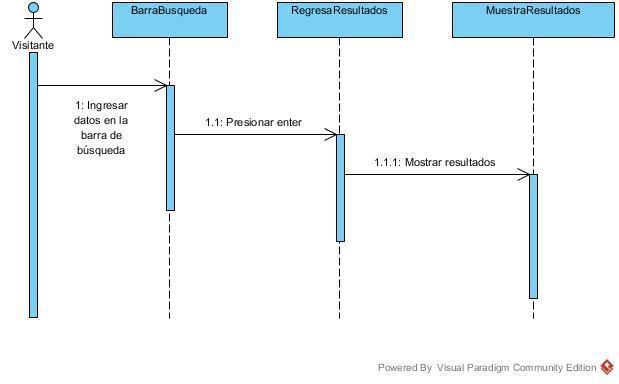 BarraBusqueda
RegresaResultados
MuestraResultados
Visitante
1: Ingresar
datos en la
barra de
búsqueda
1.1: Presionar enter
1.1.1: Mostrar resultados
Powered By Visual Paradigm Community Edition